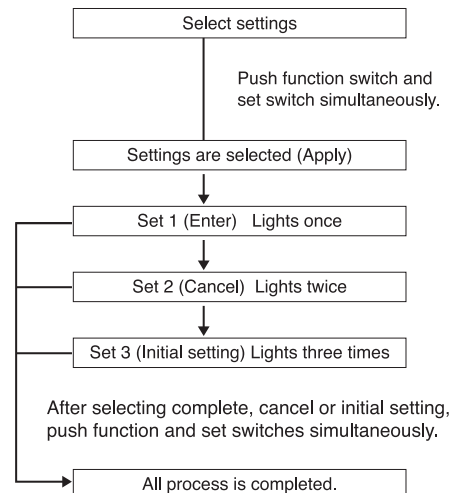 Select settings
Push function switch and
set switch simultaneously.
Settings are selected (Apply)
Set 1 (Enter) Lights once
Set 2 (Cancel) Lights twice
Set 3 (Initial setting) Lights three times
After selecting complete, cancel or initial setting,
push function and set switches simultaneously.
All process is completed.